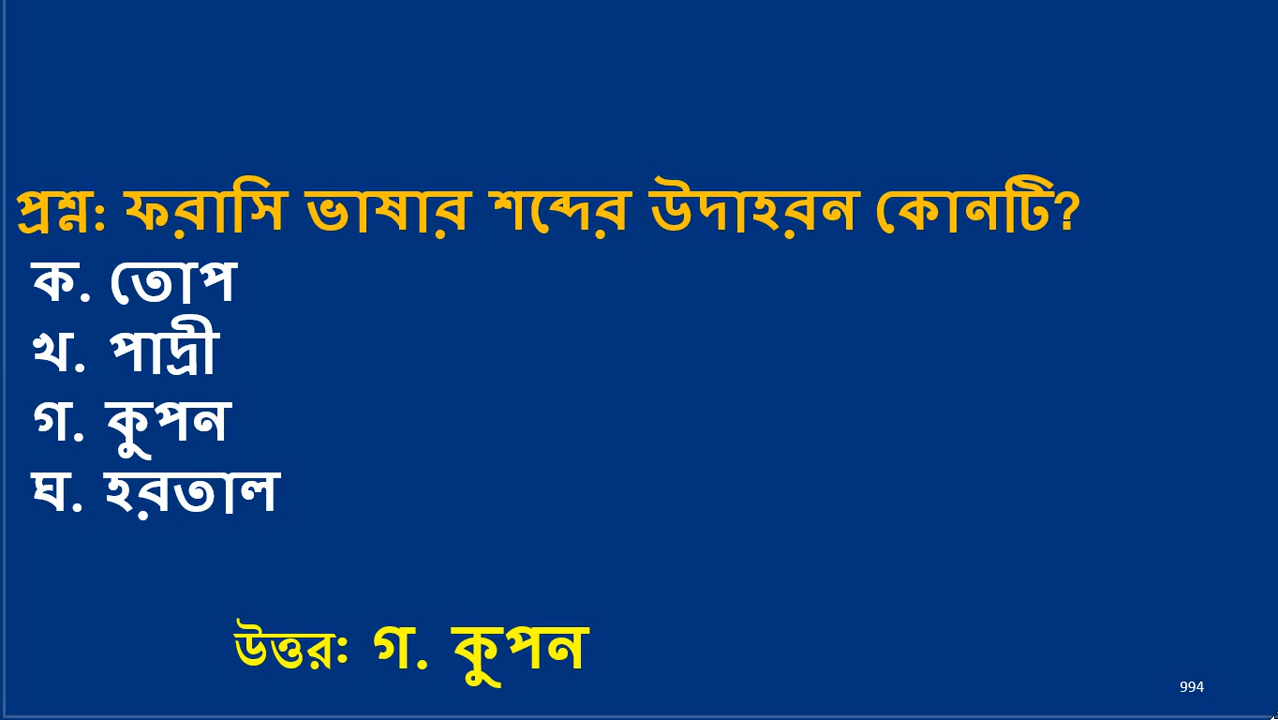 প্রশ্ন: ফরাসি ভাষার শব্দের উদাহরন কোনটি?
ক. তোপ
খ. পাদ্রী
গ. কুপন
ঘ. হরতাল
উত্তর: গ. কুপন
994